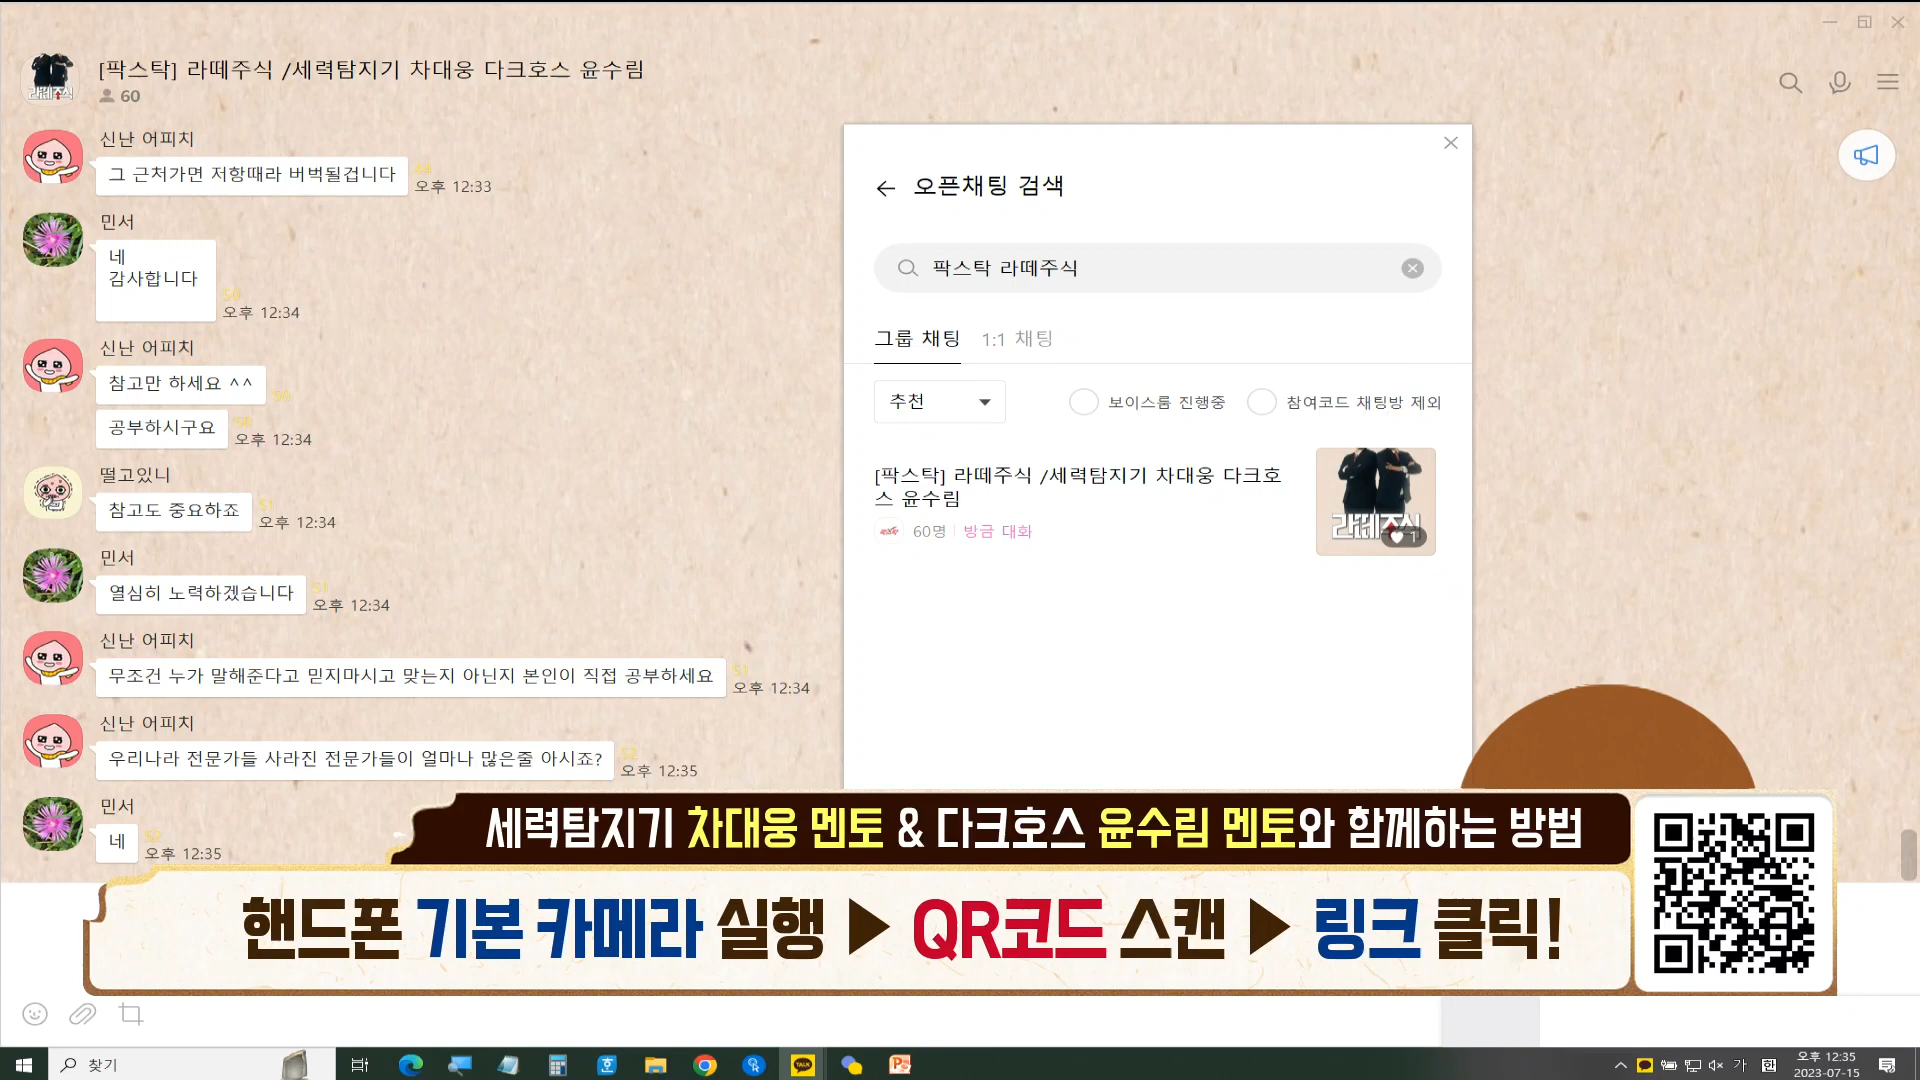 [팍스탁] 라떼주식 /세력탐지기 차대웅 다크호스 윤수림
60
신난 어피치
그 근처가면 저항때라 버벅될겁니다
오후 12:33
민서
네
감사합니다
50
오후 12:34
신난 어피치
참고만 하세요 ^^
50
공부하시구요
50
오후 12:34
떨고있니
참고도 중요하죠
51
오후 12:34
민서
열심히 노력하겠습니다
51
오후 12:34
신난 어피치
무조건 누가 말해준다고 믿지마시고 맞는지 아닌지 본인이 직접 공부하세요
51
오후 12:34
신난 어피치
우리나라 전문가들 사라진 전문가들이 얼마나 많은줄 아시죠?
52
오후 12:35
민서
네
52
오후 12:35
오픈채팅 검색
팍스탁 라떼주식
그룹 채팅 1:1 채팅
추천
보이스룸 진행중
참여코드 채팅방 제외
[팍스탁] 라떼주식 /세력탐지기 차대웅 다크호
스 윤수림
60명 방금 대화
라떼주식
1
세력탐지기 차대웅 멘토 & 다크호스 윤수림 멘토와 함께하는 방법
핸드폰 기본 카메라 실행 ▶ QR코드 스캔 ▶ 링크 클릭!
찾기
가
오후 12:35
2023-07-15